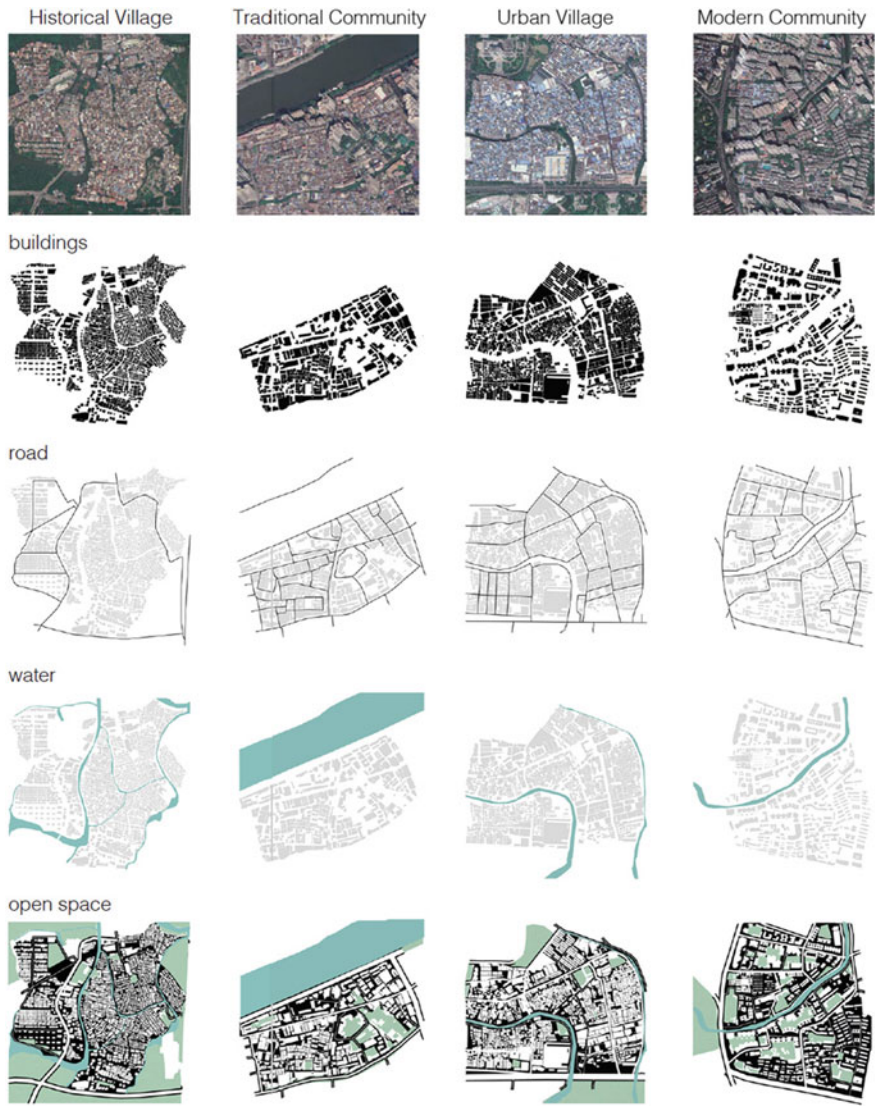 Historical Village
Traditional Community
Urban Village
Modern Community
buildings
road
water
open space